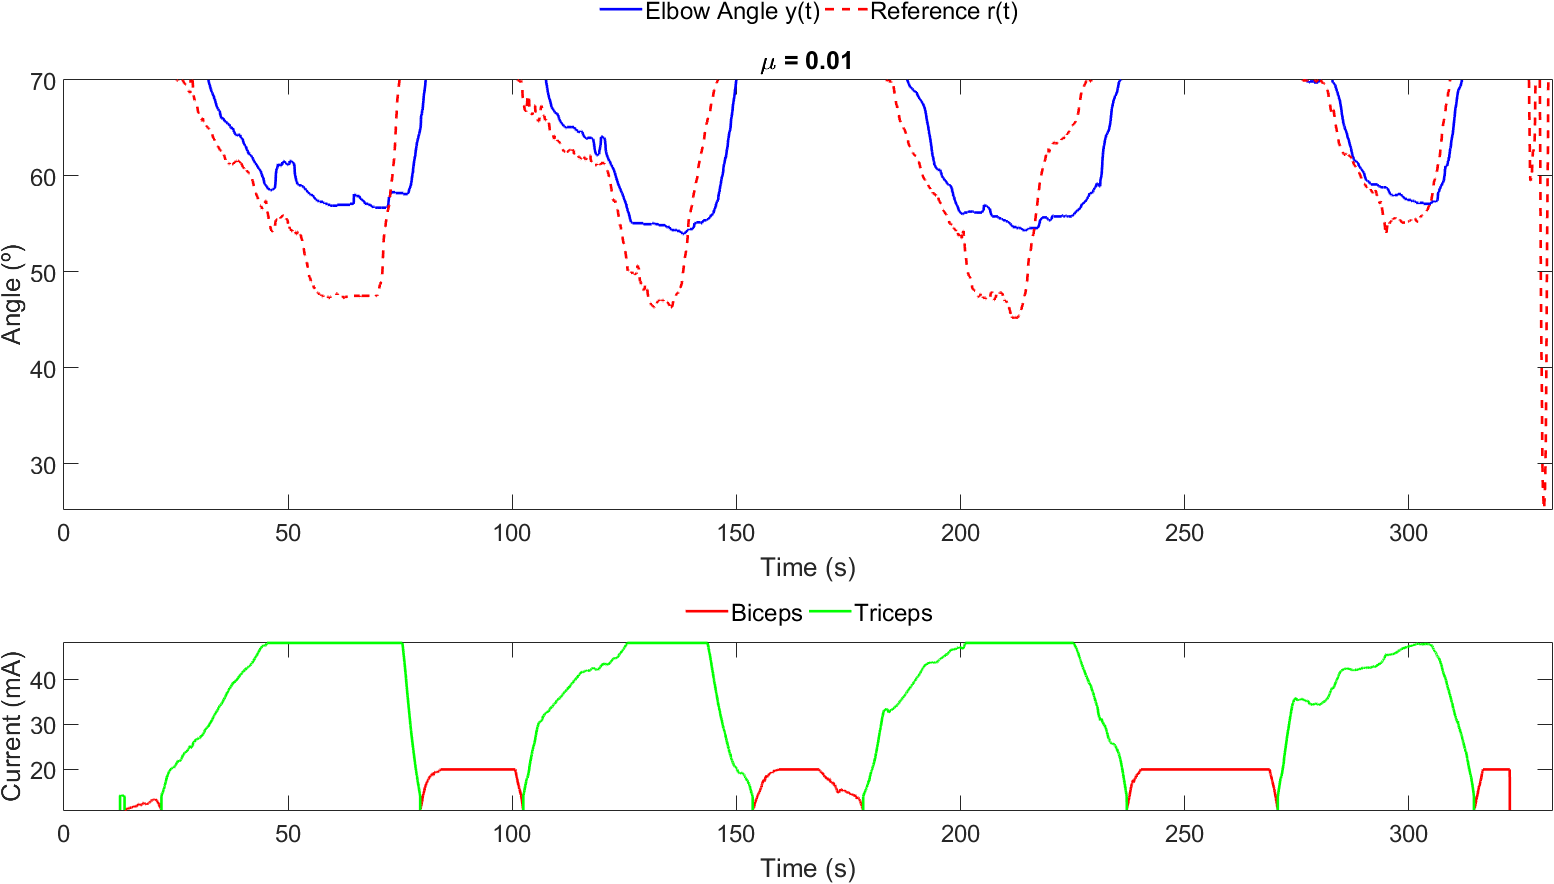 Elbow Angle y(t) Reference r(t)
μ = 0.01
70
60
50
40
30
Angle (º)
0 50 100 150 200 250 300
Time (s)
Biceps Triceps
40
30
20
Current (mA)
0 50 100 150 200 250 300
Time (s)